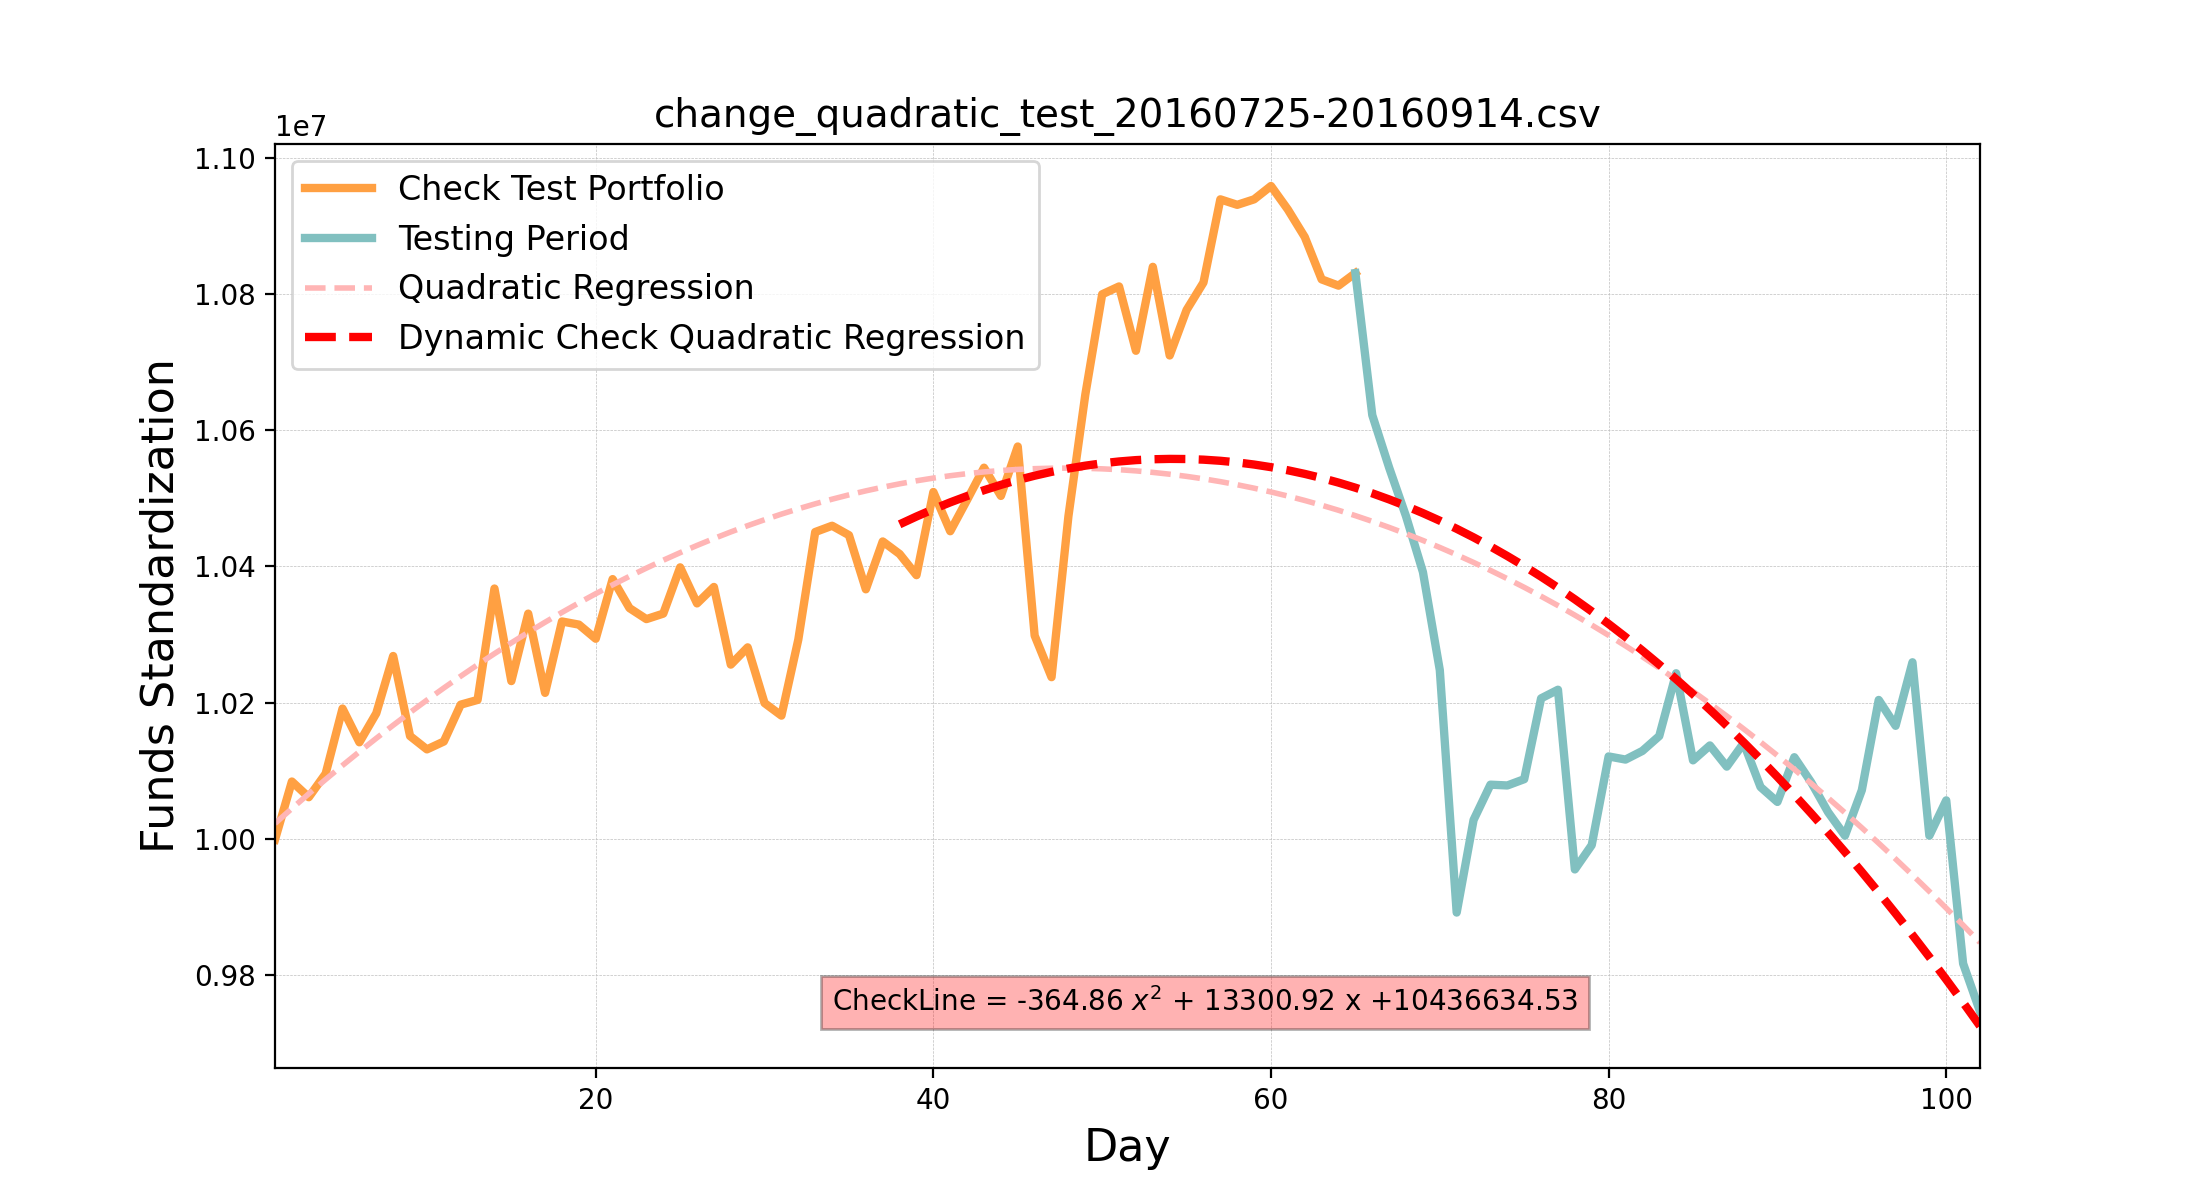 change_quadratic_test_20160725-20160914.csv
1e7
1.10
1.08
1.06
1.04
1.02
1.00
0.98
Funds Standardization
Check Test Portfolio
Testing Period
Quadratic Regression
Dynamic Check Quadratic Regression
CheckLine = -364.86 x² + 13300.92 x +10436634.53
20 40 60 80 100
Day